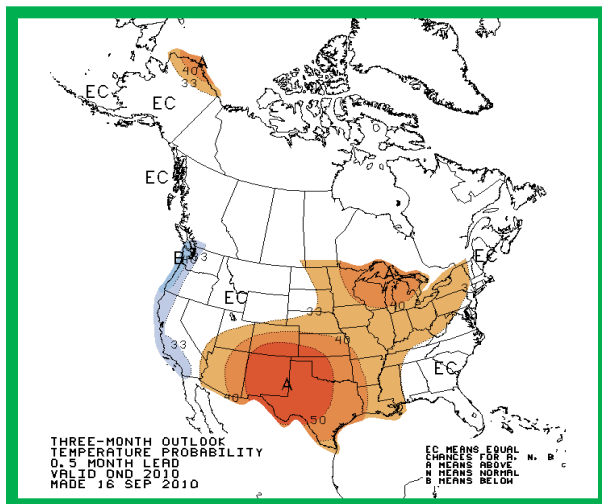 A
40
33
EC
EC
EC
B
33
EC
A
40
EC
33
40
33
EC
A
40
50
THREE-MONTH OUTLOOK
TEMPERATURE PROBABILITY
0.5 MONTH LEAD
VALID OND 2010
MADE 16 SEP 2010
EC MEANS EQUAL
CHANCES FOR A, N, B
A MEANS ABOVE
N MEANS NORMAL
B MEANS BELOW